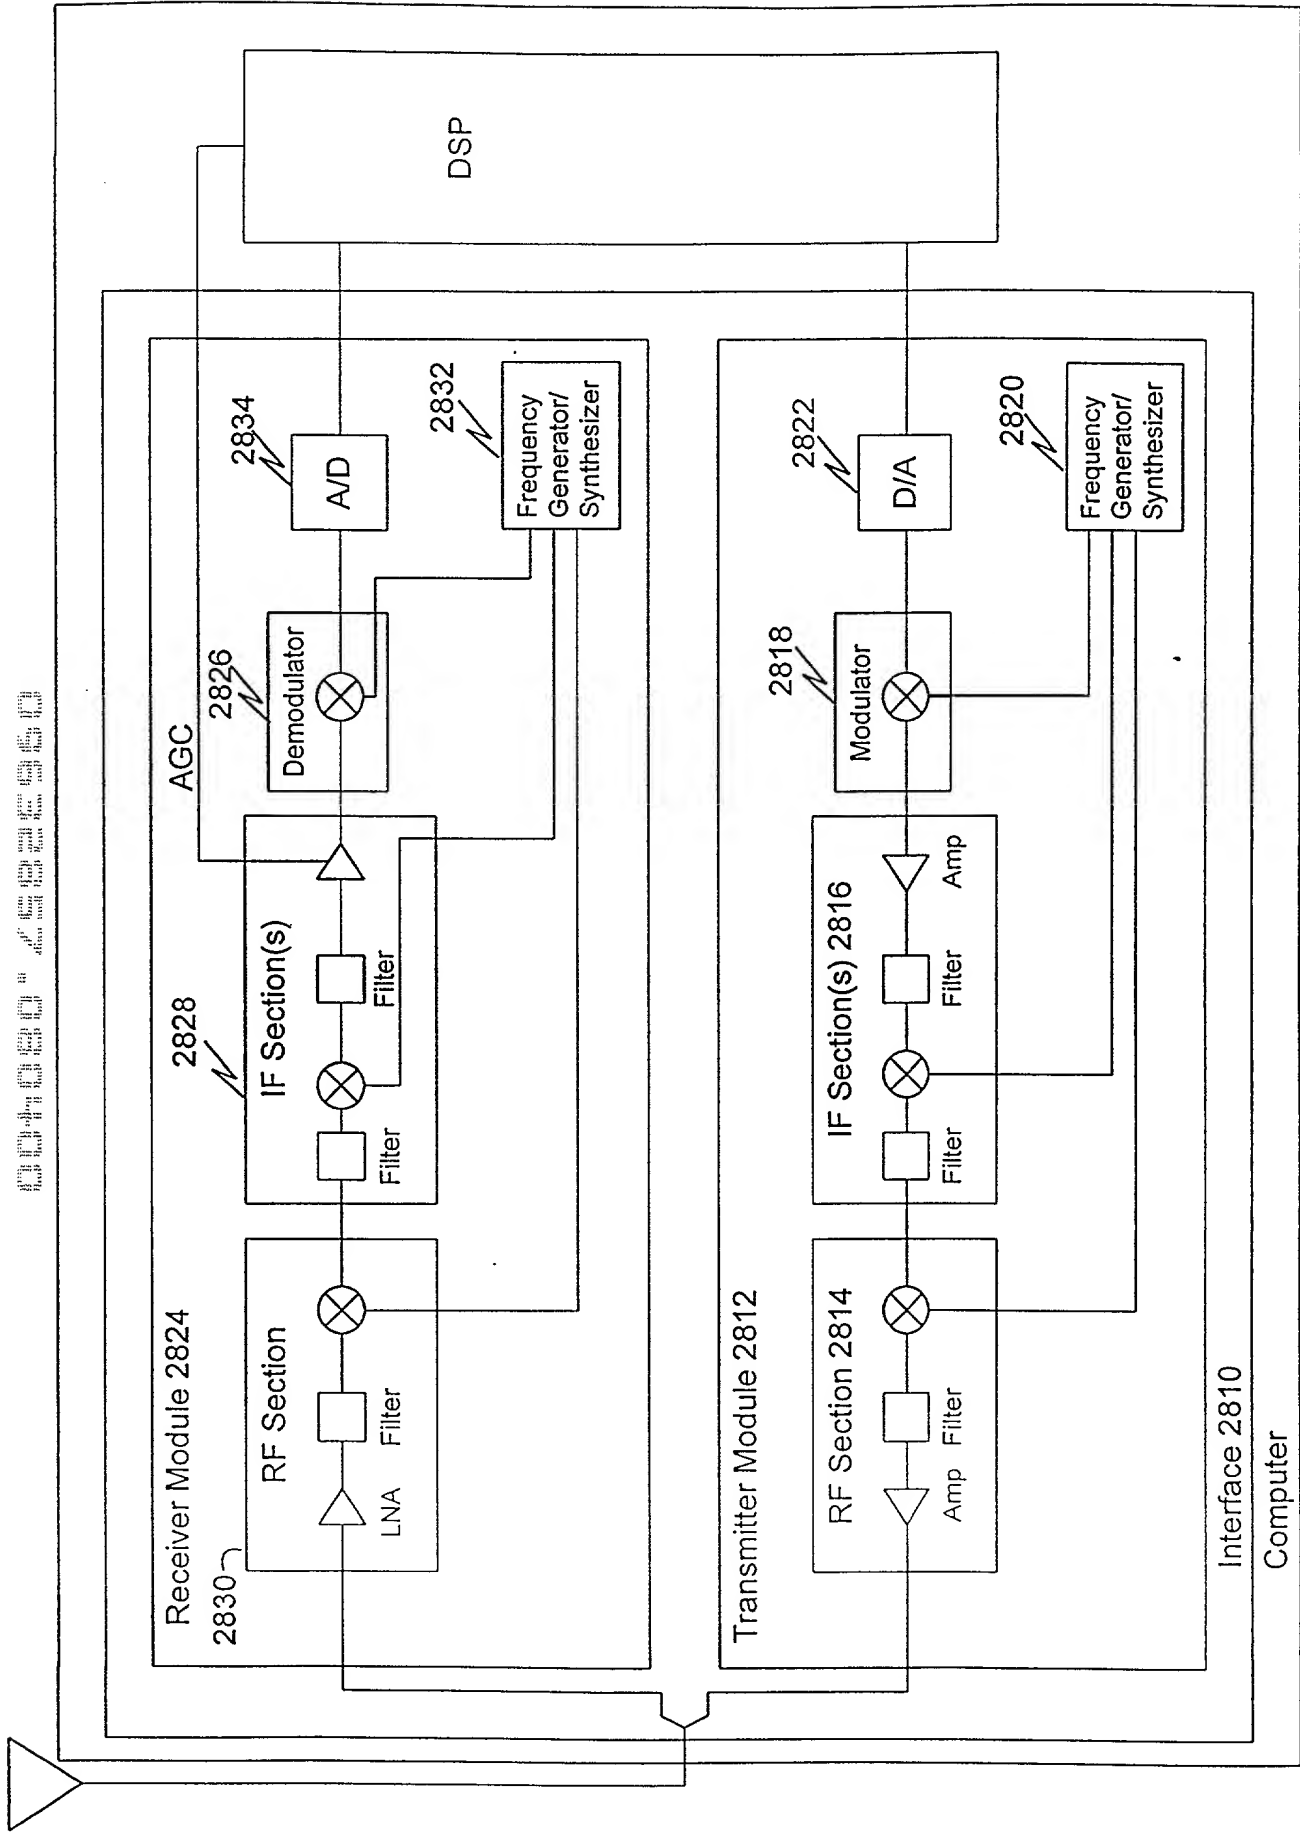 AGC
DSP
Receiver Module 2824
2830
RF Section
LNA
Filter
2828
IF Section(s)
Filter
Filter
2826
Demodulator
2834
A/D
2832
Frequency
Generator/
Synthesizer
Transmitter Module 2812
RF Section 2814
Amp
Filter
IF Section(s) 2816
Filter
Filter
Amp
2818
Modulator
2822
D/A
2820
Frequency
Generator/
Synthesizer
Interface 2810
Computer